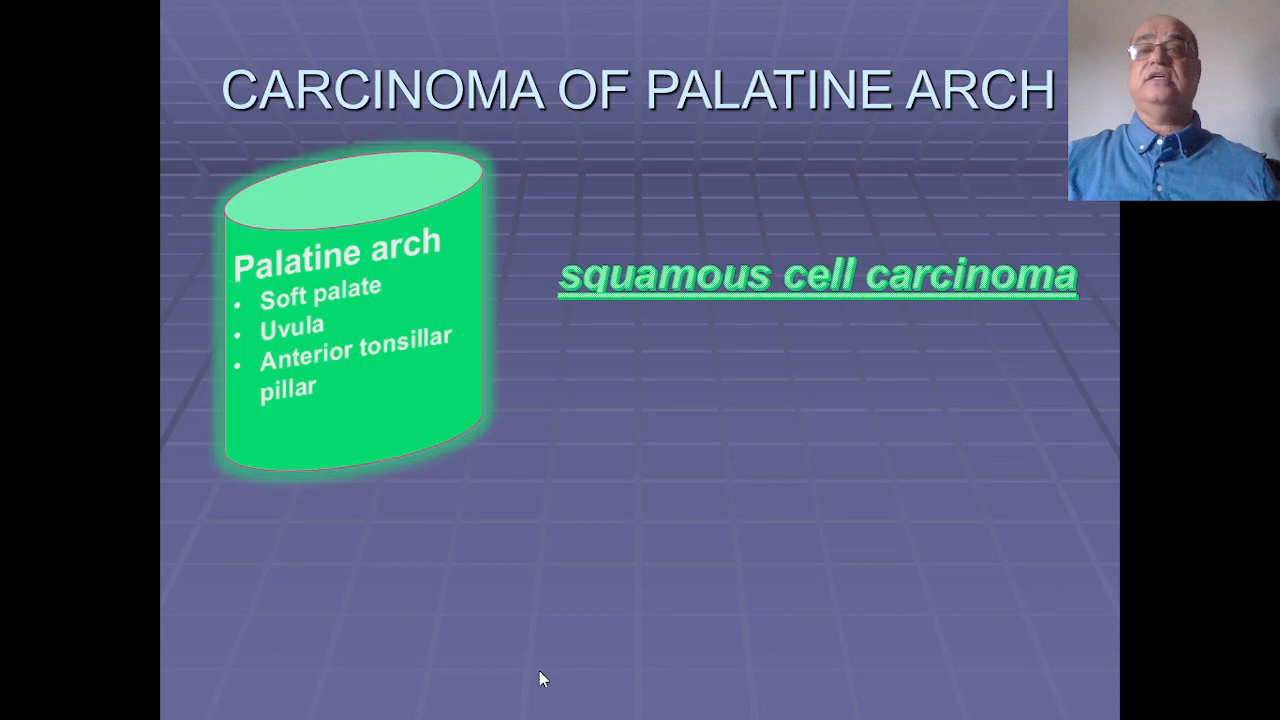 CARCINOMA OF PALATINE ARCH
Palatine arch
• Soft palate
• Uvula
• Anterior tonsillar
pillar
squamous cell carcinoma